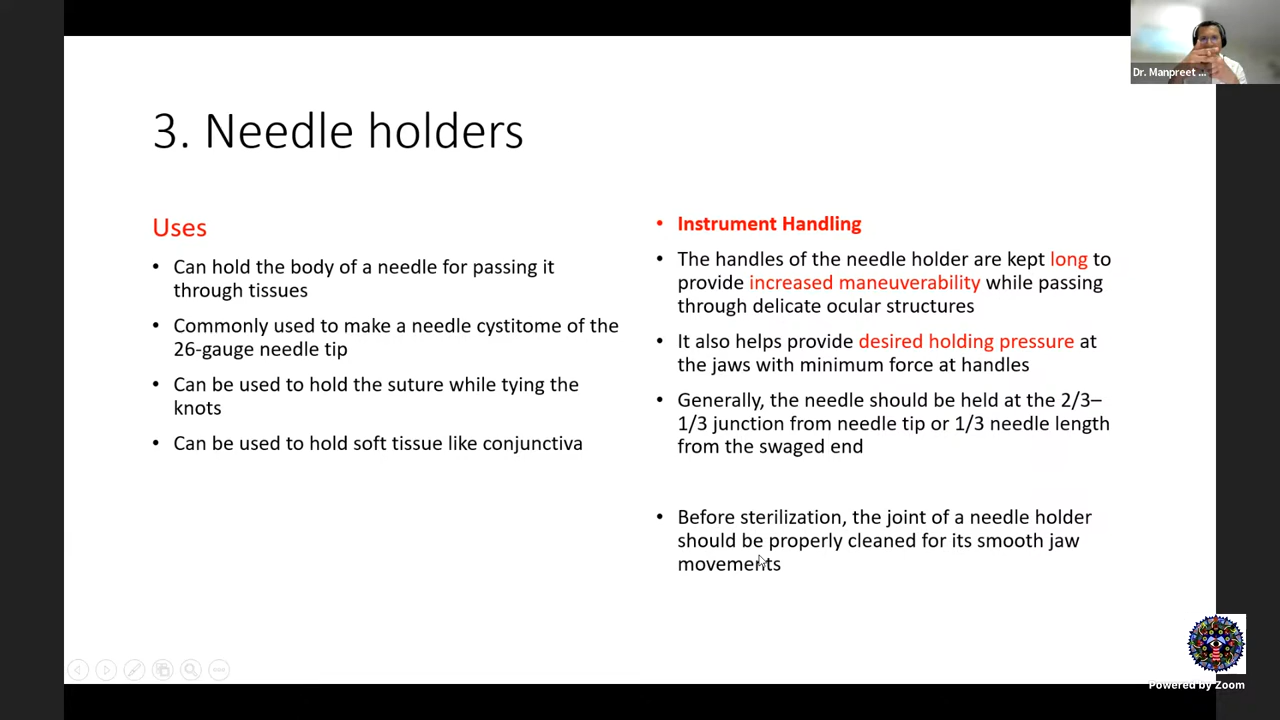 Dr. Manpreet ...
3. Needle holders
Uses
• Can hold the body of a needle for passing it
through tissues
• Commonly used to make a needle cystitome of the
26-gauge needle tip
• Can be used to hold the suture while tying the
knots
• Can be used to hold soft tissue like conjunctiva
• Instrument Handling
• The handles of the needle holder are kept long to
provide increased maneuverability while passing
through delicate ocular structures
• It also helps provide desired holding pressure at
the jaws with minimum force at handles
• Generally, the needle should be held at the 2/3–
1/3 junction from needle tip or 1/3 needle length
from the swaged end
• Before sterilization, the joint of a needle holder
should be properly cleaned for its smooth jaw
movements
Powered by Zoom